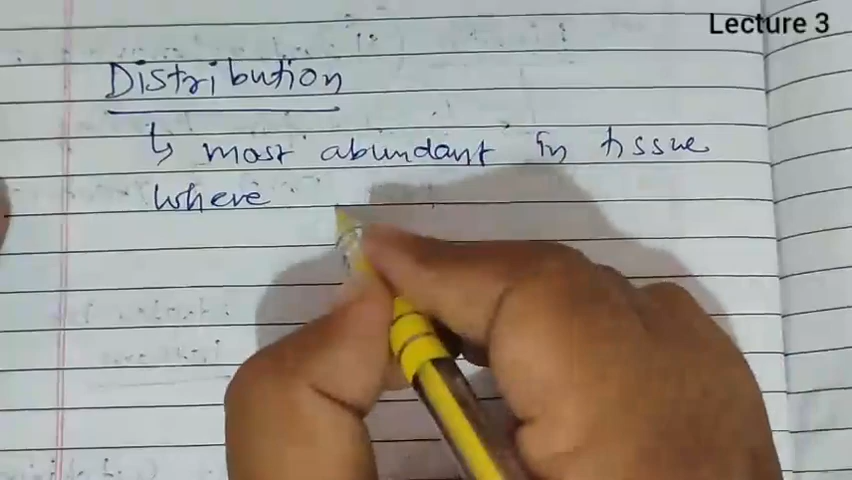 Lecture 3
Distribution
↳ most abundant in tissue
where